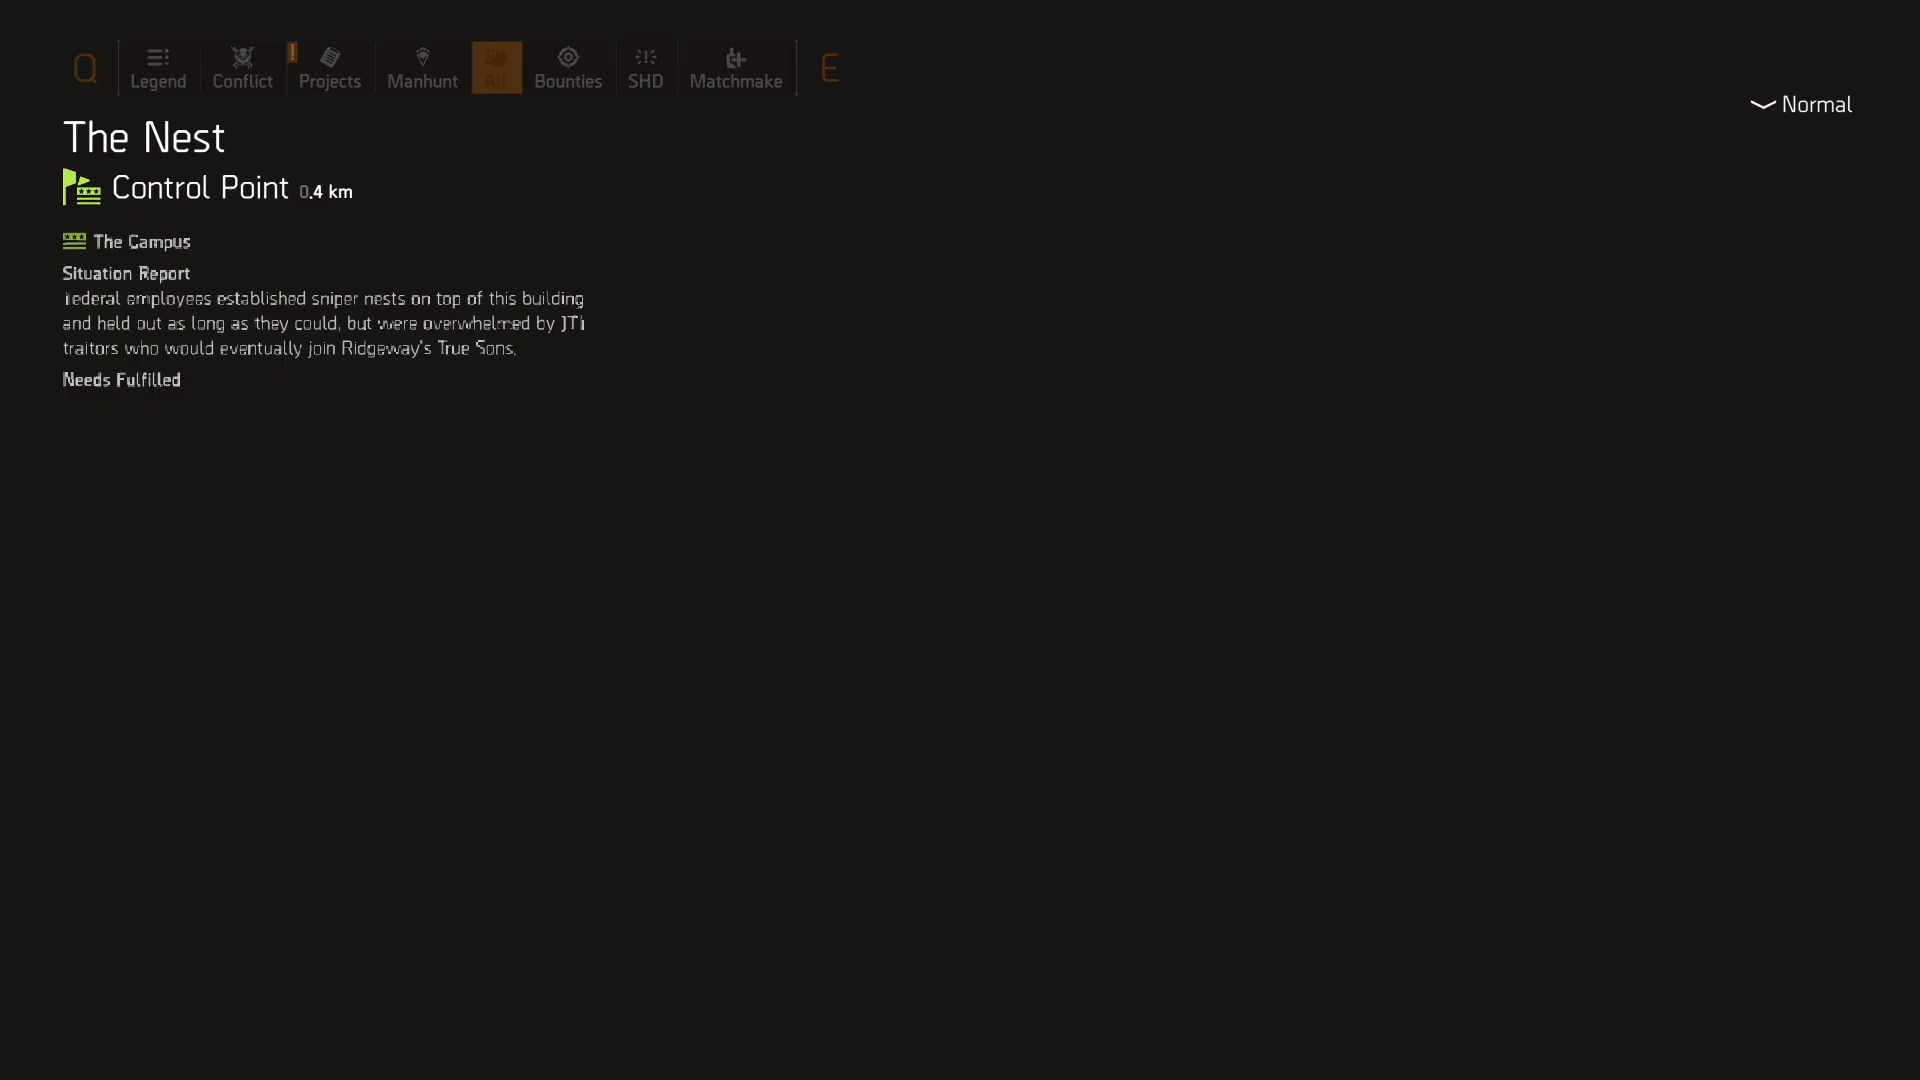 Q Legend Conflict Projects Manhunt All Bounties SHD Matchmake E
Normal
The Nest
Control Point 0.4 km
The Campus
Situation Report
Federal employees established sniper nests on top of this building
and held out as long as they could, but were overwhelmed by JTF
traitors who would eventually join Ridgeway's True Sons.
Needs Fulfilled